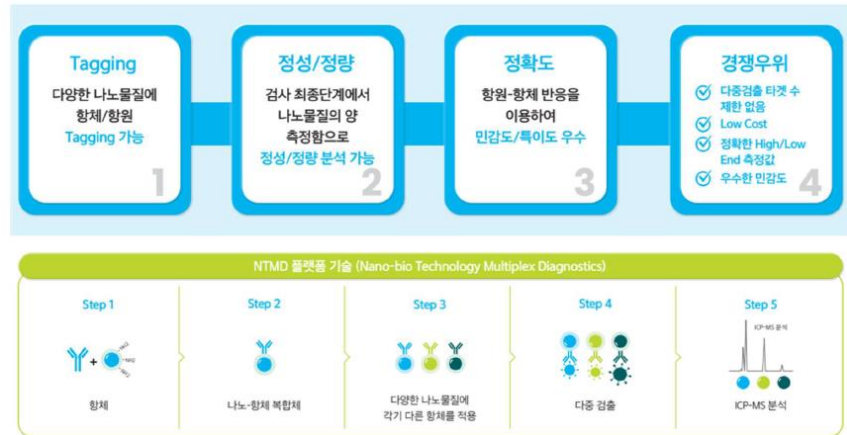 Tagging
다양한 나노물질에
항체/항원
Tagging 가능
1
정성/정량
검사 최종단계에서
나노물질의 양
측정함으로
정성/정량 분석 가능
2
정확도
항원-항체 반응을
이용하여
민감도/특이도 우수
3
경쟁우위
다중검출 타겟 수
제한 없음
Low Cost
정확한 High/Low
End 측정값
우수한 민감도
4
NTMD 플랫폼 기술 (Nano-bio Technology Multiplex Diagnostics)
Step 1
NH2
NH2
NH2
항체
Step 2
나노-항체 복합체
Step 3
다양한 나노물질에
각기 다른 항체를 적용
Step 4
다중 검출
Step 5
ICP-MS 분석
ICP-MS 분석